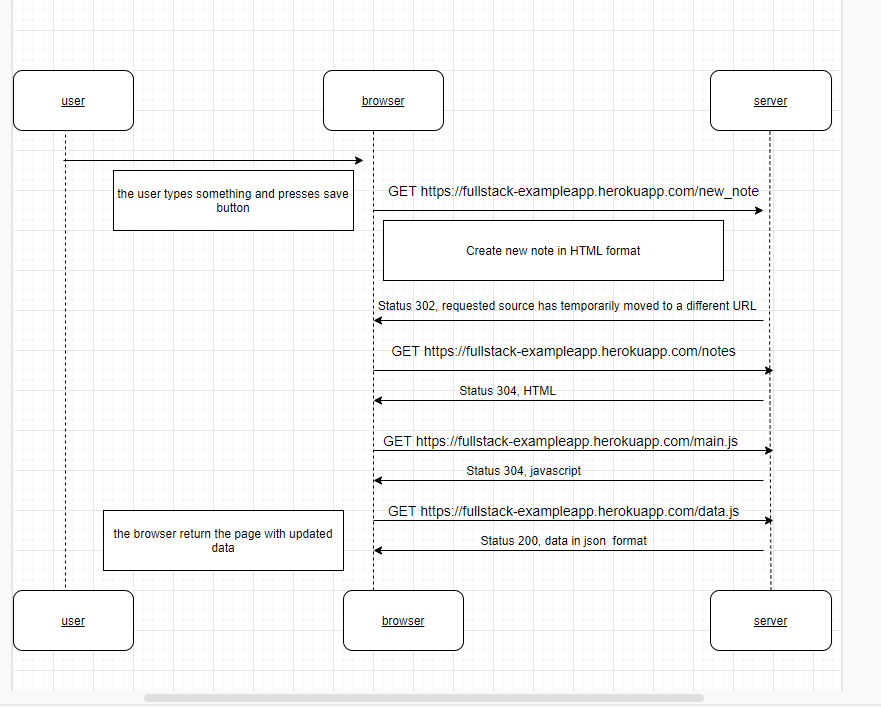 user
browser
server
the user types something and presses save
button
GET https://fullstack-exampleapp.herokuapp.com/new_note
Create new note in HTML format
Status 302, requested source has temporarily moved to a different URL
GET https://fullstack-exampleapp.herokuapp.com/notes
Status 304, HTML
GET https://fullstack-exampleapp.herokuapp.com/main.js
Status 304, javascript
GET https://fullstack-exampleapp.herokuapp.com/data.js
the browser return the page with updated
data
Status 200, data in json  format
user
browser
server